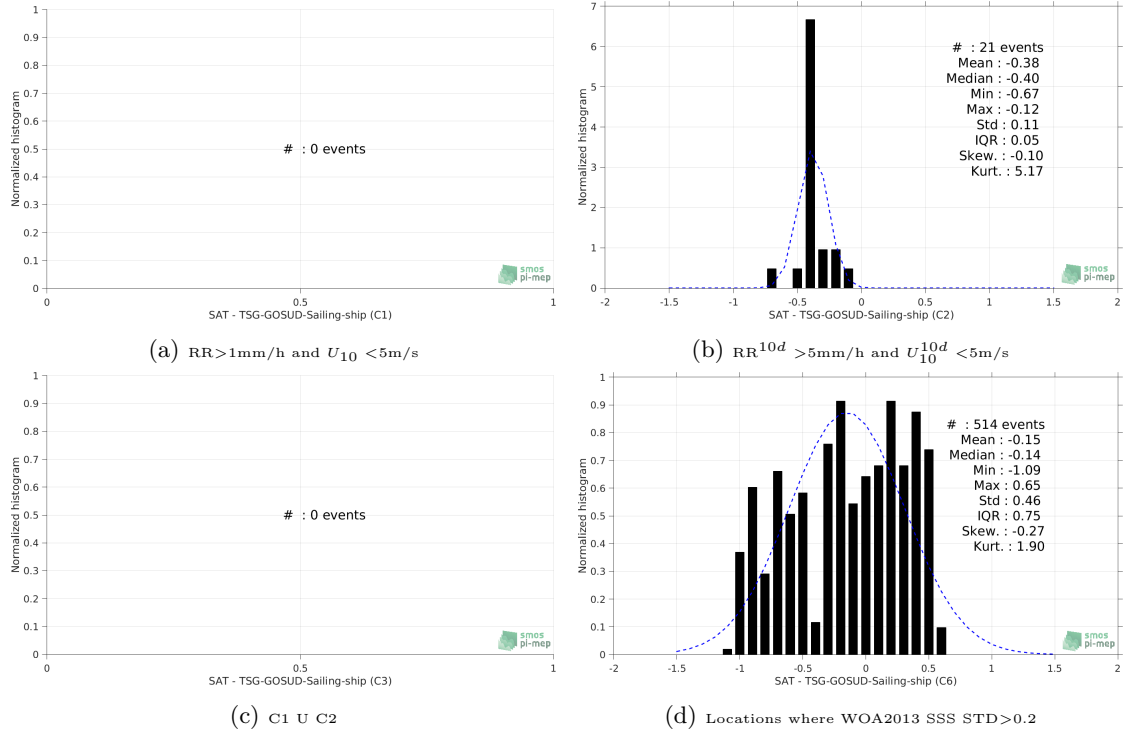 1
0.9
0.8
0.7
0.6
0.5
0.4
0.3
0.2
0.1
0
Normalized histogram
# : 0 events
smos
pi-mep
0 0.5 1
SAT - TSG-GOSUD-Sailing-ship (C1)
(a) RR>1mm/h and U10 <5m/s
7
6
5
4
3
2
1
0
Normalized histogram
# : 21 events
Mean : -0.38
Median : -0.40
Min : -0.67
Max : -0.12
Std : 0.11
IQR : 0.05
Skew. : -0.10
Kurt. : 5.17
smos
pi-mep
-2 -1.5 -1 -0.5 0 0.5 1 1.5 2
SAT - TSG-GOSUD-Sailing-ship (C2)
(b) RR10d >5mm/h and U10d10 <5m/s
1
0.9
0.8
0.7
0.6
0.5
0.4
0.3
0.2
0.1
0
Normalized histogram
# : 0 events
smos
pi-mep
0 0.5 1
SAT - TSG-GOSUD-Sailing-ship (C3)
(c) C1 U C2
1
0.9
0.8
0.7
0.6
0.5
0.4
0.3
0.2
0.1
0
Normalized histogram
# : 514 events
Mean : -0.15
Median : -0.14
Min : -1.09
Max : 0.65
Std : 0.46
IQR : 0.75
Skew. : -0.27
Kurt. : 1.90
smos
pi-mep
-2 -1.5 -1 -0.5 0 0.5 1 1.5 2
SAT - TSG-GOSUD-Sailing-ship (C6)
(d) Locations where WOA2013 SSS STD>0.2